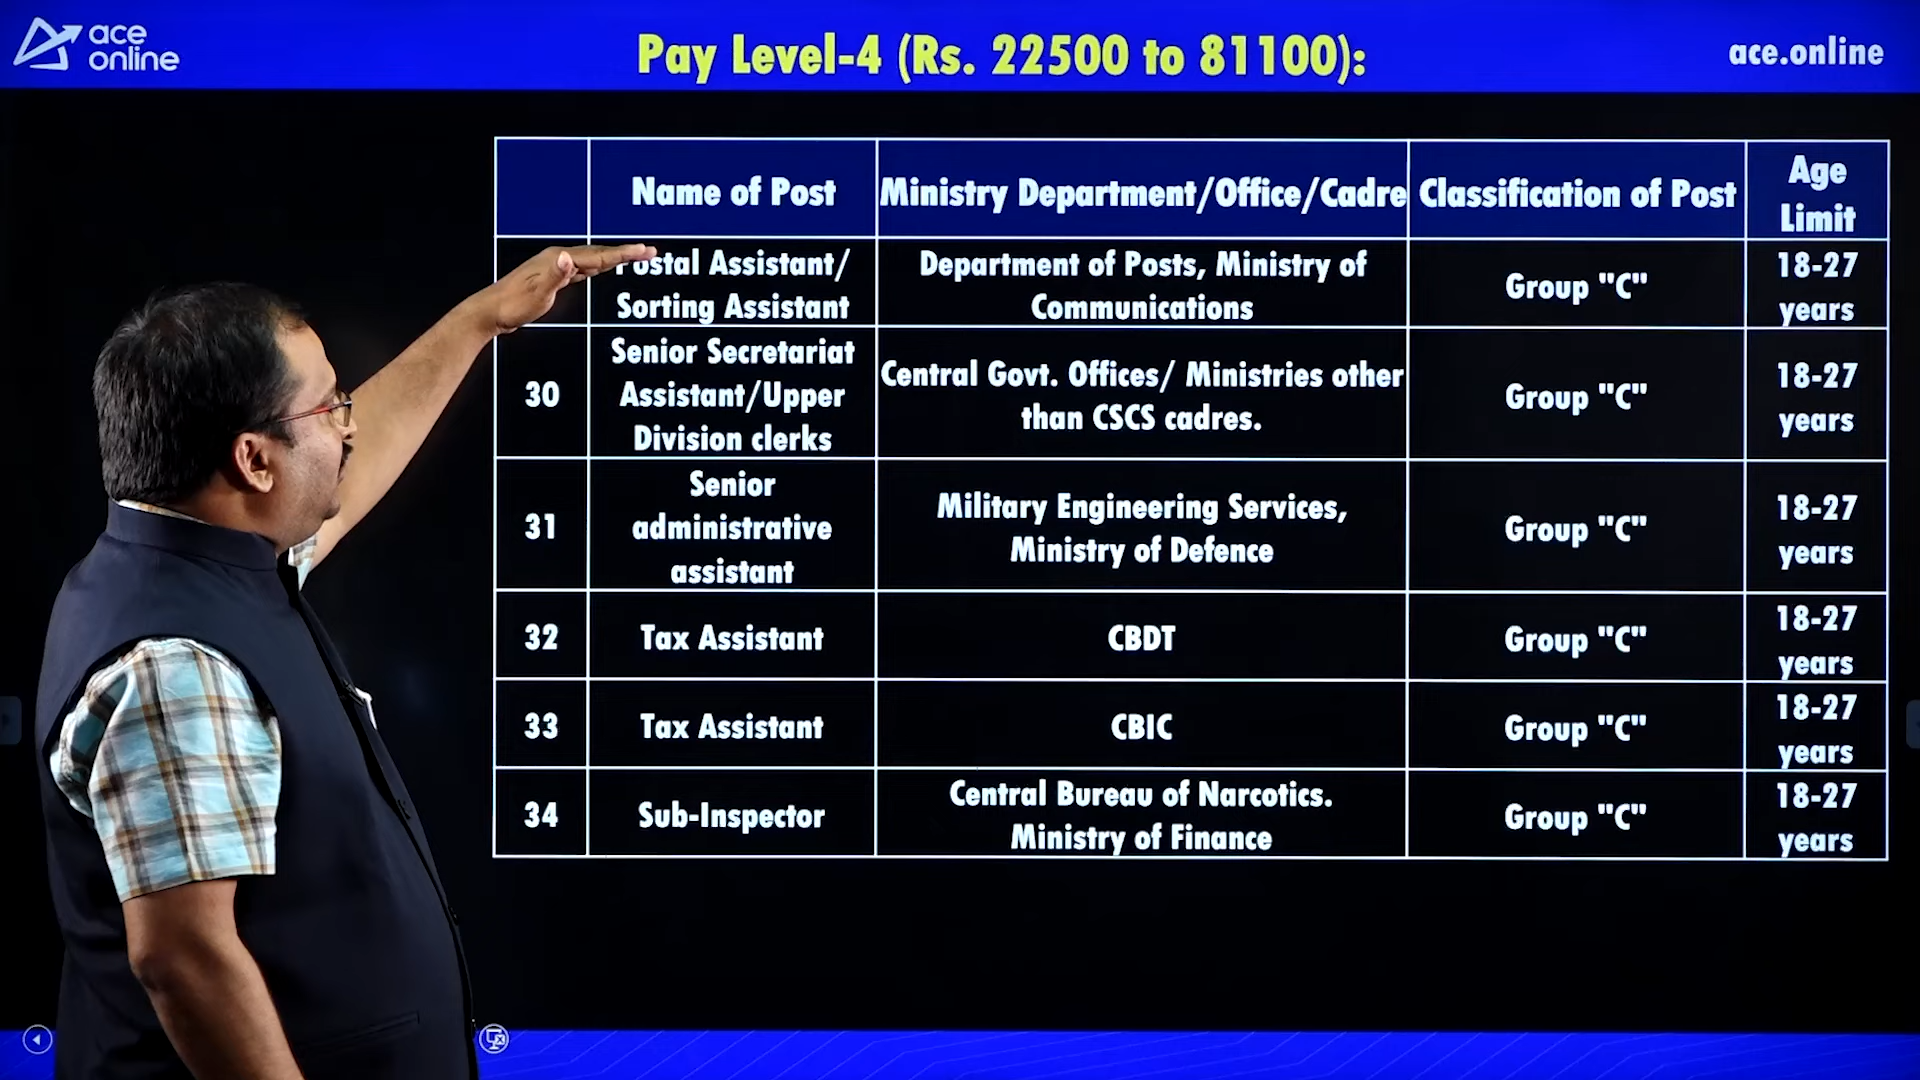 ace
online
Pay Level-4 (Rs. 22500 to 81100):
ace.online
Name of Post
Ministry Department/Office/Cadre
Classification of Post
Age
Limit
Postal Assistant/
Sorting Assistant
Department of Posts, Ministry of
Communications
Group "C"
18-27
years
30
Senior Secretariat
Assistant/Upper
Division clerks
Central Govt. Offices/ Ministries other
than CSCS cadres.
Group "C"
18-27
years
31
Senior
administrative
assistant
Military Engineering Services,
Ministry of Defence
Group "C"
18-27
years
32
Tax Assistant
CBDT
Group "C"
18-27
years
33
Tax Assistant
CBIC
Group "C"
18-27
years
34
Sub-Inspector
Central Bureau of Narcotics.
Ministry of Finance
Group "C"
18-27
years